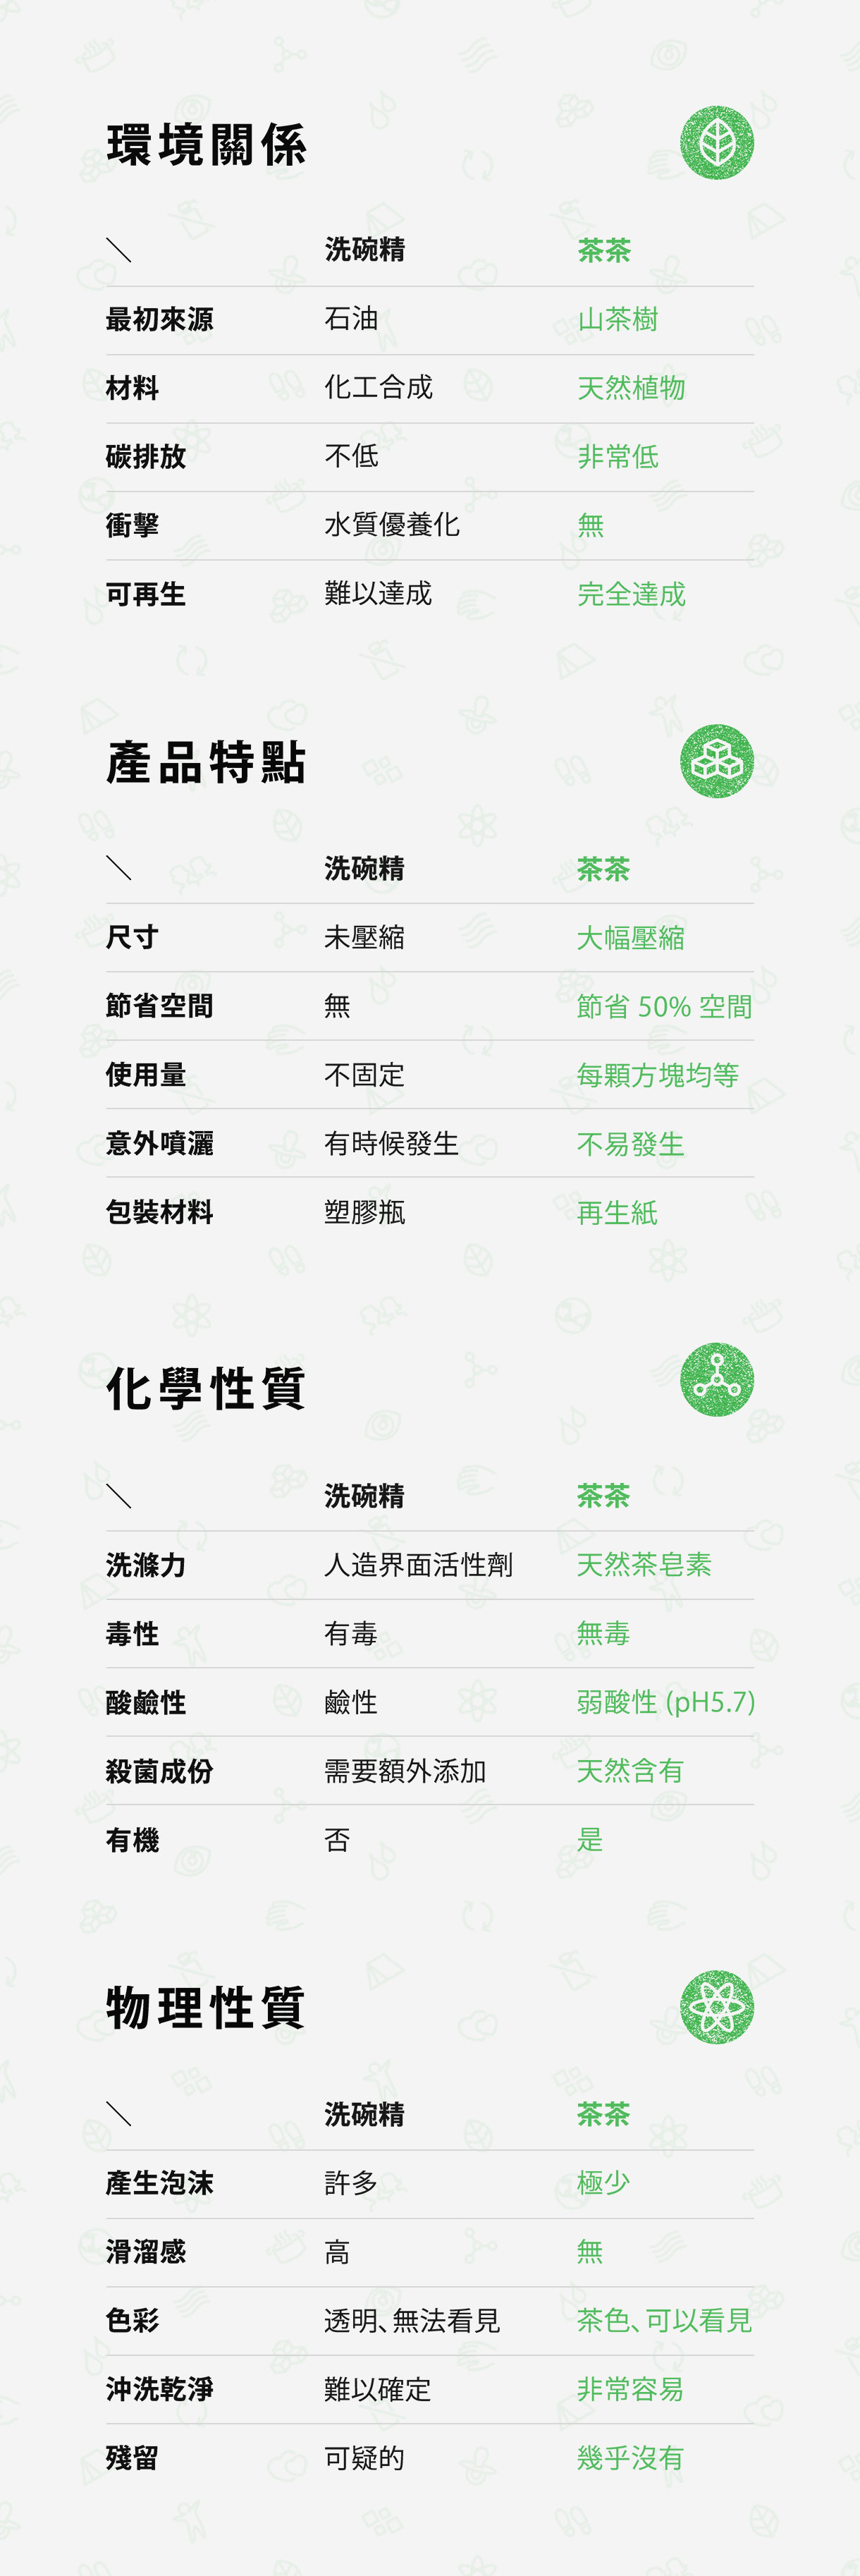 環境關係
╲ 洗碗精 茶茶
最初來源 石油 山茶樹
材料 化工合成 天然植物
碳排放 不低 非常低
衝擊 水質優養化 無
可再生 難以達成 完全達成
產品特點
╲ 洗碗精 茶茶
尺寸 未壓縮 大幅壓縮
節省空間 無 節省 50% 空間
使用量 不固定 每顆方塊均等
意外噴灑 有時候發生 不易發生
包裝材料 塑膠瓶 再生紙
化學性質
╲ 洗碗精 茶茶
洗滌力 人造界面活性劑 天然茶皂素
毒性 有毒 無毒
酸鹼性 鹼性 弱酸性 (pH5.7)
殺菌成份 需要額外添加 天然含有
有機 否 是
物理性質
╲ 洗碗精 茶茶
產生泡沫 許多 極少
滑溜感 高 無
色彩 透明、無法看見 茶色、可以看見
沖洗乾淨 難以確定 非常容易
殘留 可疑的 幾乎沒有